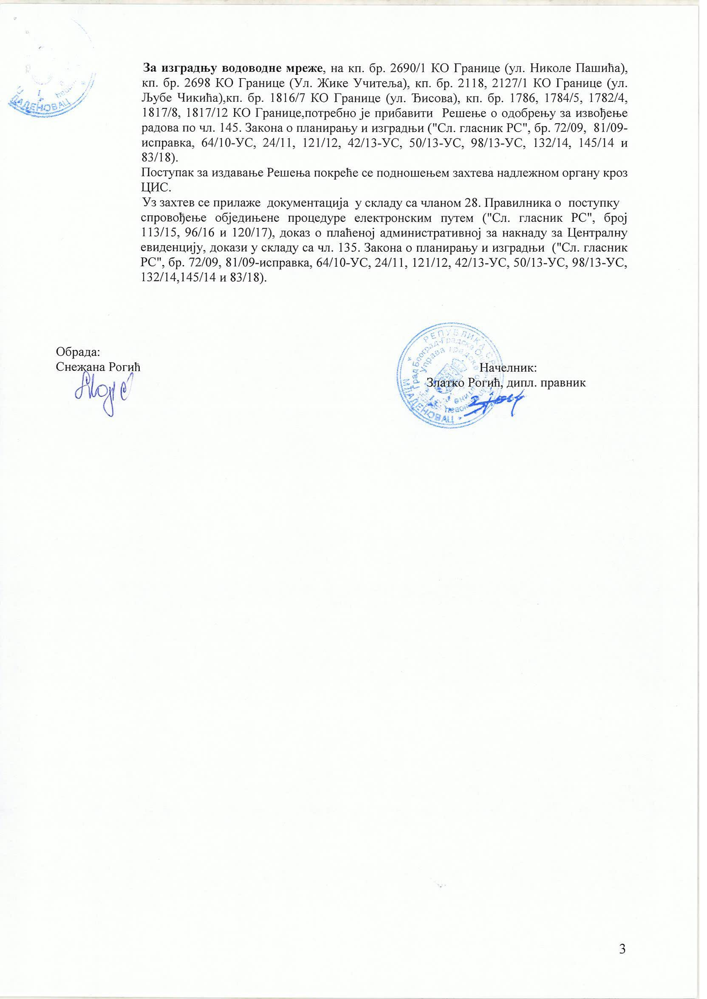 За изградњу водоводне мреже, на кп. бр. 2690/1 КО Границе (ул. Николе Пашића),
кп. бр. 2698 КО Границе (Ул. Жике Учитеља), кп. бр. 2118, 2127/1 КО Границе (ул.
Љубе Чикића),кп. бр. 1816/7 КО Границе (ул. Ђисова), кп. бр. 1786, 1784/5, 1782/4,
1817/8, 1817/12 КО Границе,потребно је прибавити Решење о одобрењу за извођење
радова по чл. 145. Закона о планирању и изградњи ("Сл. гласник РС", бр. 72/09, 81/09-
исправка, 64/10-УС, 24/11, 121/12, 42/13-УС, 50/13-УС, 98/13-УС, 132/14, 145/14 и
83/18).
Поступак за издавање Решења покреће се подношењем захтева надлежном органу кроз
ЦИС.
Уз захтев се прилаже документација у складу са чланом 28. Правилника о поступку
спровођење обједињене процедуре електронским путем ("Сл. гласник РС", број
113/15, 96/16 и 120/17), доказ о плаћеној административној за накнаду за Централну
евиденцију, докази у складу са чл. 135. Закона о планирању и изградњи ("Сл. гласник
РС", бр. 72/09, 81/09-исправка, 64/10-УС, 24/11, 121/12, 42/13-УС, 50/13-УС, 98/13-УС,
132/14,145/14 и 83/18).
Обрада:
Снежана Рогић
РЕПУБЛИКА
Град Београд-Градска
Управа градске
МЛАДЕНОВАЦ
Начелник:
Златко Рогић, дипл. правник
3